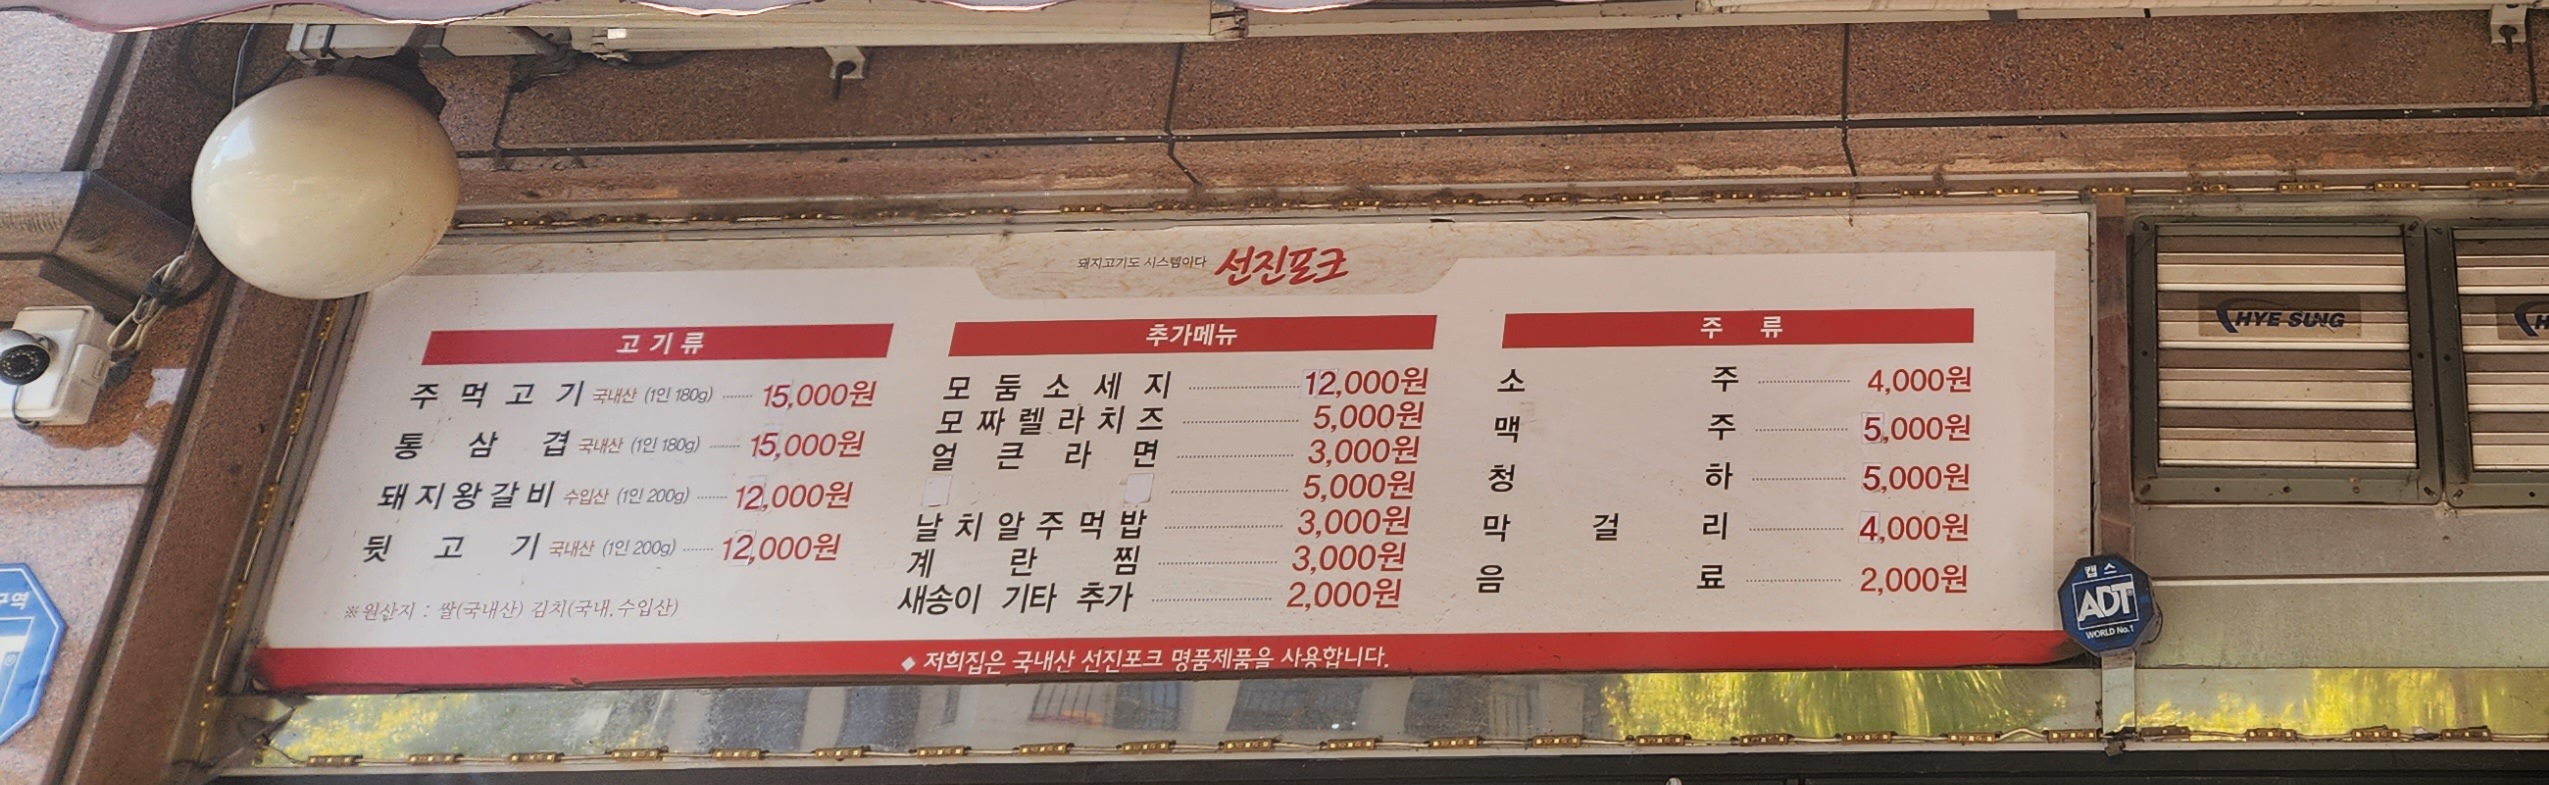 돼지고기도 시스템이다 선진포크
고기류
주먹고기 국내산 (1인 180g) 15,000원
통삼겹 국내산 (1인 180g) 15,000원
돼지왕갈비 수입산 (1인 200g) 12,000원
뒷고기 국내산 (1인 200g) 12,000원
※원산지 : 쌀(국내산) 김치(국내,수입산)
추가메뉴
모둠소세지 12,000원
모짜렐라치즈 5,000원
얼큰라면 3,000원
5,000원
날치알주먹밥 3,000원
계란찜 3,000원
새송이 기타 추가 2,000원
주류
소주 4,000원
맥주 5,000원
청하 5,000원
막걸리 4,000원
음료 2,000원
◆ 저희집은 국내산 선진포크 명품제품을 사용합니다.
HYE SUNG
캡스
ADT
WORLD No.1
구역